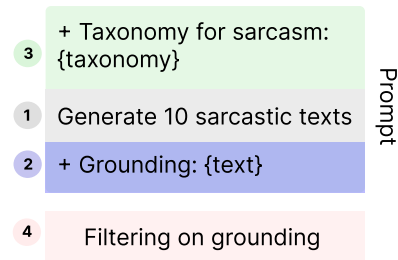 3
+ Taxonomy for sarcasm:
{taxonomy}
1
Generate 10 sarcastic texts
2
+ Grounding: {text}
Prompt
4
Filtering on grounding